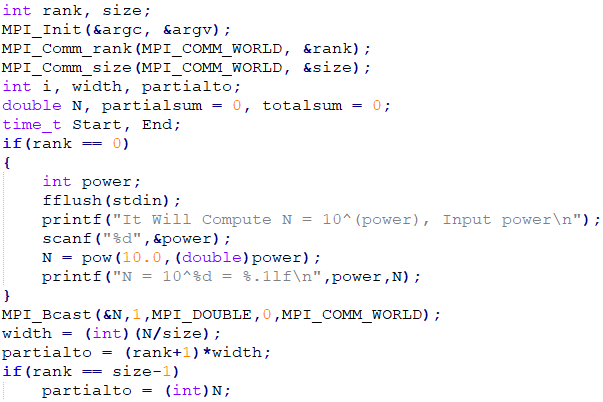 int rank, size;
MPI_Init(&argc, &argv);
MPI_Comm_rank(MPI_COMM_WORLD, &rank);
MPI_Comm_size(MPI_COMM_WORLD, &size);
int i, width, partialto;
double N, partialsum = 0, totalsum = 0;
time_t Start, End;
if(rank == 0)
{
    int power;
    fflush(stdin);
    printf("It Will Compute N = 10^(power), Input power\n");
    scanf("%d",&power);
    N = pow(10.0,(double)power);
    printf("N = 10^%d = %.1lf\n",power,N);
}
MPI_Bcast(&N,1,MPI_DOUBLE,0,MPI_COMM_WORLD);
width = (int)(N/size);
partialto = (rank+1)*width;
if(rank == size-1)
    partialto = (int)N;